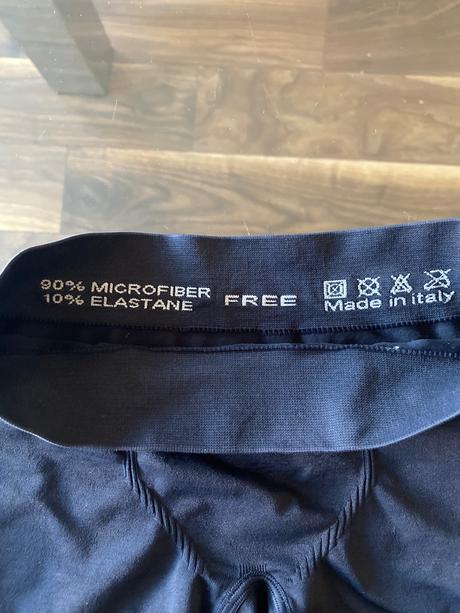 90% MICROFIBER
10% ELASTANE
FREE
Made in italy